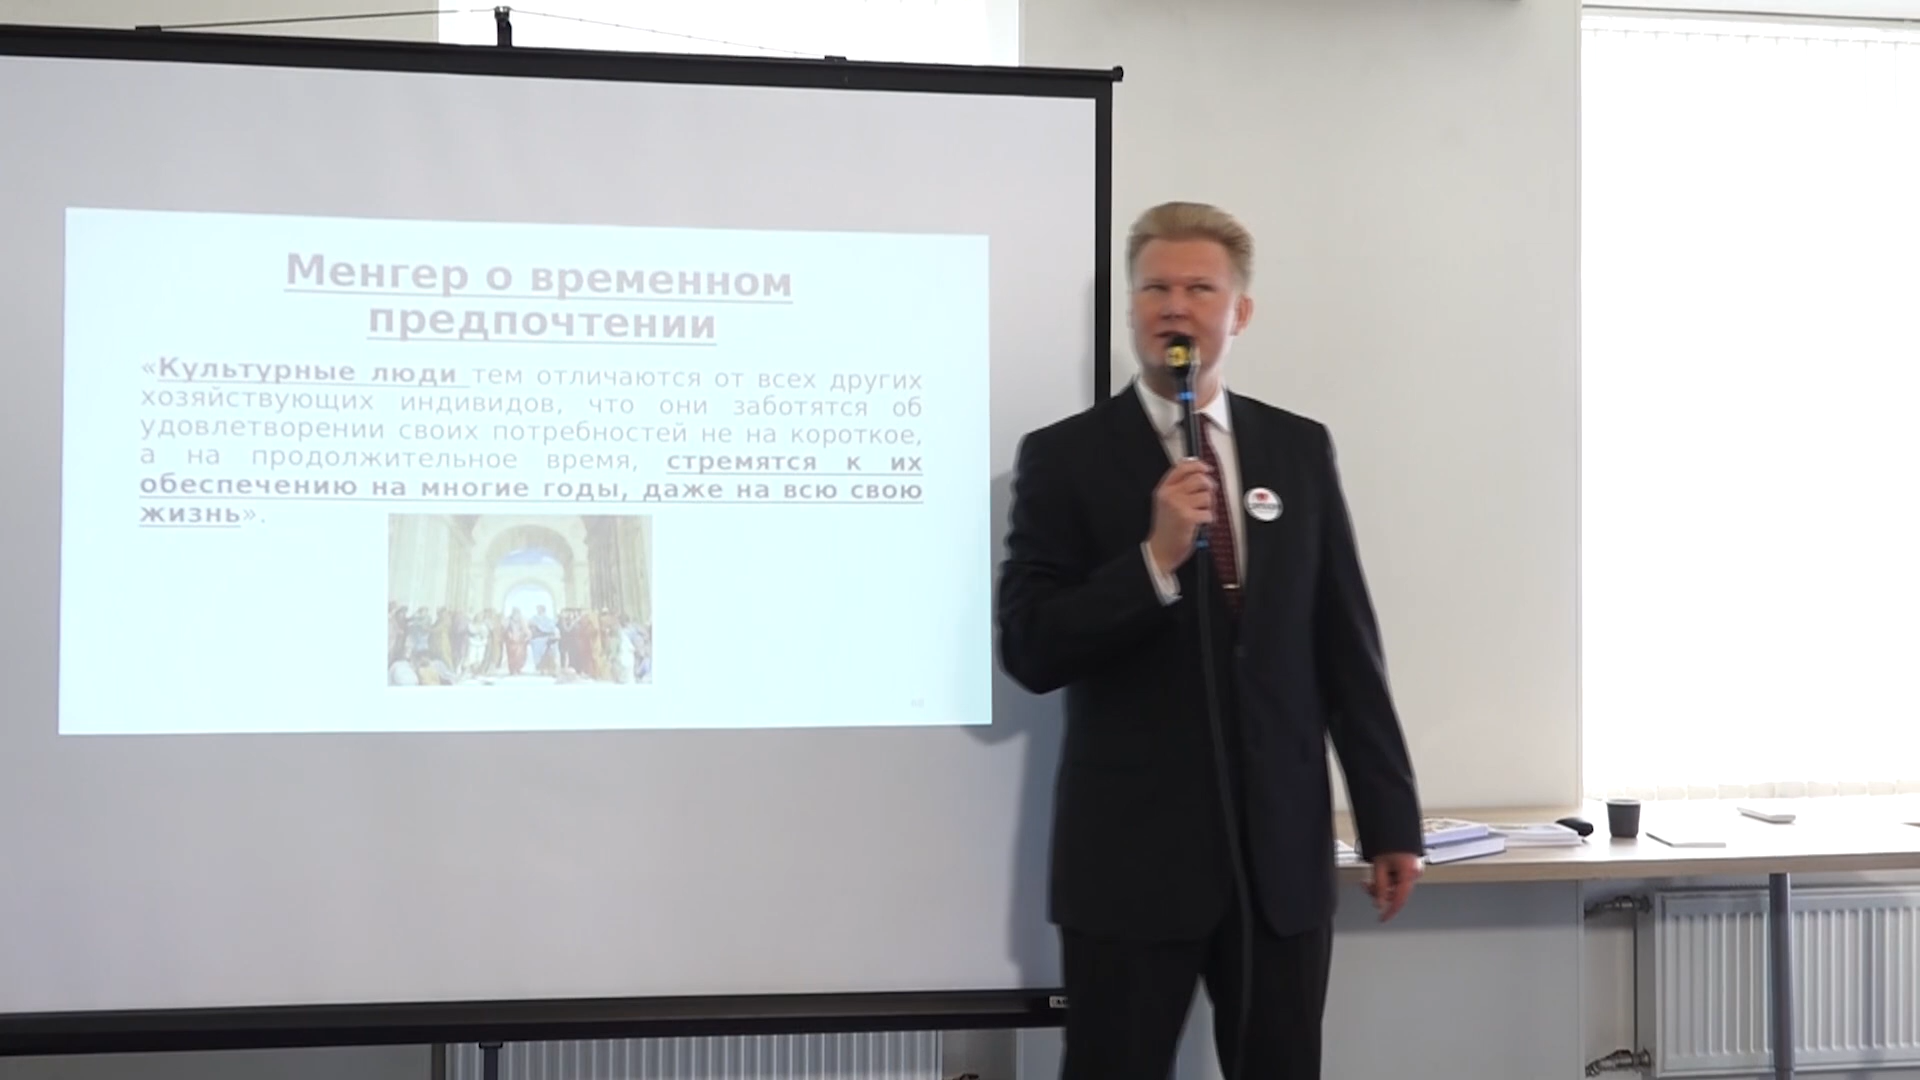 Менгер о временном
предпочтении
«Культурные люди тем отличаются от всех других
хозяйствующих индивидов, что они заботятся об
удовлетворении своих потребностей не на короткое,
а на продолжительное время, стремятся к их
обеспечению на многие годы, даже на всю свою
жизнь».